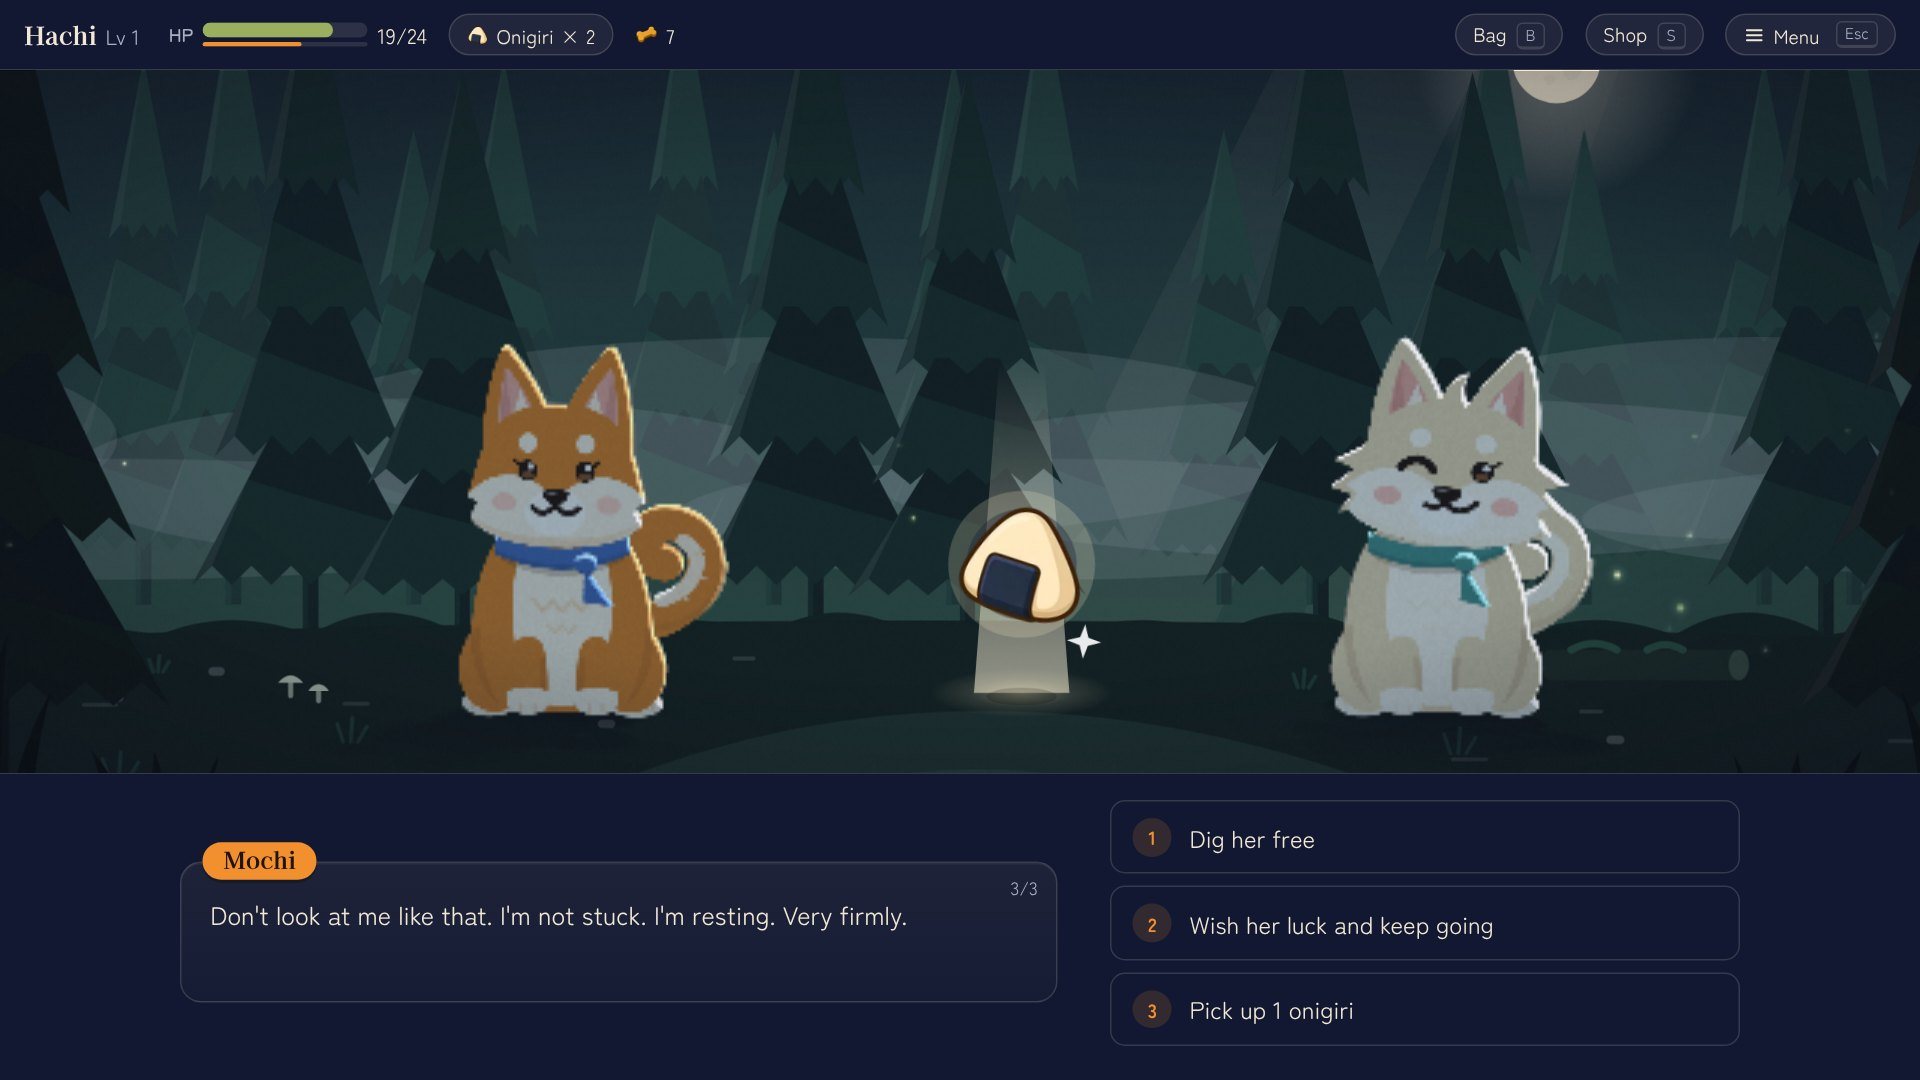 Hachi Lv 1 HP 19/24 Onigiri × 2 7 Bag B Shop S Menu Esc
Mochi
3/3
Don't look at me like that. I'm not stuck. I'm resting. Very firmly.
1 Dig her free
2 Wish her luck and keep going
3 Pick up 1 onigiri